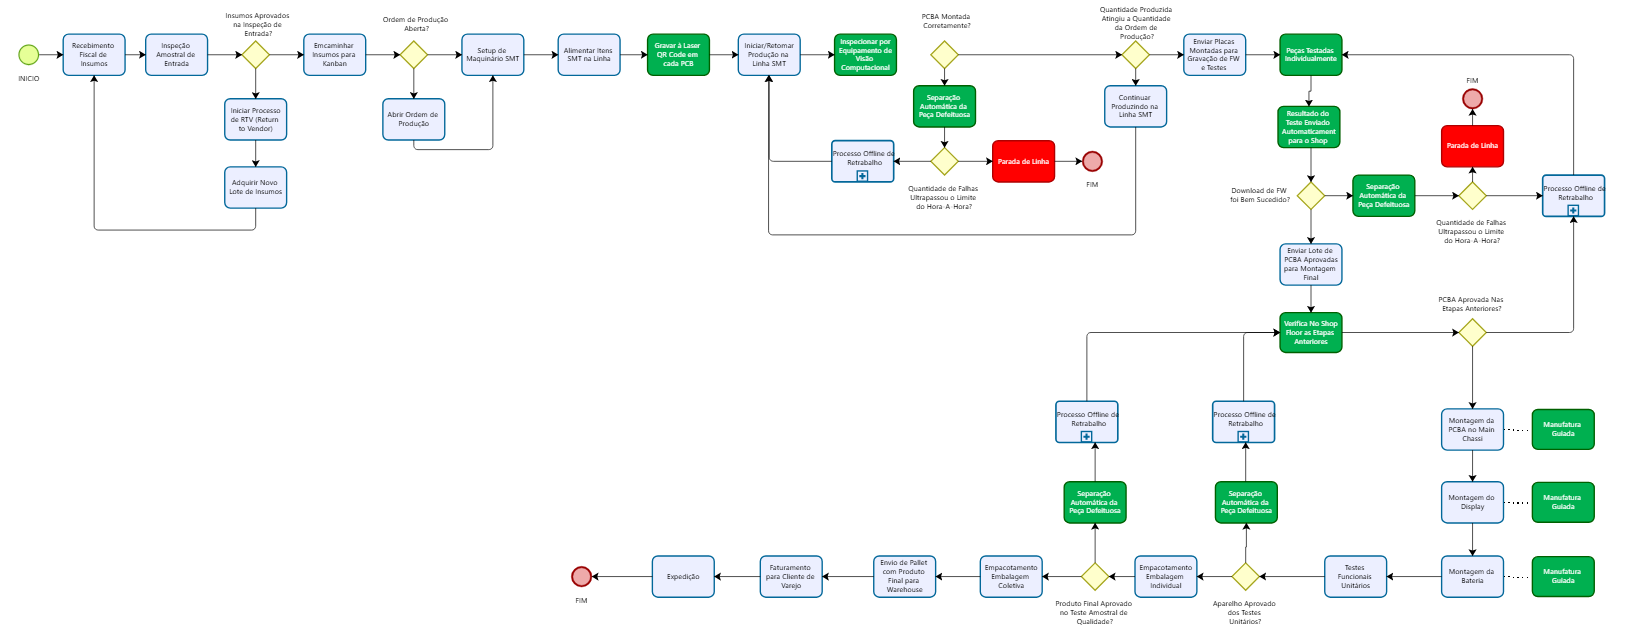 INICIO
Recebimento
Fiscal de
Insumos
Inspeção
Amostral de
Entrada
Insumos Aprovados
na Inspeção de
Entrada?
Iniciar Processo
de RTV (Return
to Vendor)
Adquirir Novo
Lote de Insumos
Emcaminhar
Insumos para
Kanban
Ordem de Produção
Aberta?
Abrir Ordem de
Produção
Setup de
Maquinário SMT
Alimentar Itens
SMT na Linha
Gravar à Laser
QR Code em
cada PCB
Iniciar/Retomar
Produção na
Linha SMT
Inspecionar por
Equipamento de
Visão
Computacional
PCBA Montada
Corretamente?
Separação
Automática da
Peça Defeituosa
Processo Offline de
Retrabalho
Quantidade de Falhas
Ultrapassou o Limite
do Hora-A-Hora?
Parada de Linha
FIM
Quantidade Produzida
Atingiu a Quantidade
da Ordem de
Produção?
Continuar
Produzindo na
Linha SMT
Enviar Placas
Montadas para
Gravação de FW
e Testes
Peças Testadas
Individualmente
Resultado do
Teste Enviado
Automaticament
para o Shop
Download de FW
foi Bem Sucedido?
Separação
Automática da
Peça Defeituosa
FIM
Parada de Linha
Quantidade de Falhas
Ultrapassou o Limite
do Hora-A-Hora?
Processo Offline de
Retrabalho
Enviar Lote de
PCBA Aprovadas
para Montagem
Final
Verifica No Shop
Floor as Etapas
Anteriores
PCBA Aprovada Nas
Etapas Anteriores?
Montagem da
PCBA no Main
Chassi
Manufatura
Guiada
Montagem do
Display
Manufatura
Guiada
Montagem da
Bateria
Manufatura
Guiada
Testes
Funcionais
Unitários
Aparelho Aprovado
dos Testes
Unitários?
Separação
Automática da
Peça Defeituosa
Processo Offline de
Retrabalho
Empacotamento
Embalagem
Individual
Produto Final Aprovado
no Teste Amostral de
Qualidade?
Separação
Automática da
Peça Defeituosa
Processo Offline de
Retrabalho
Empacotamento
Embalagem
Coletiva
Envio de Pallet
com Produto
Final para
Warehouse
Faturamento
para Cliente de
Varejo
Expedição
FIM